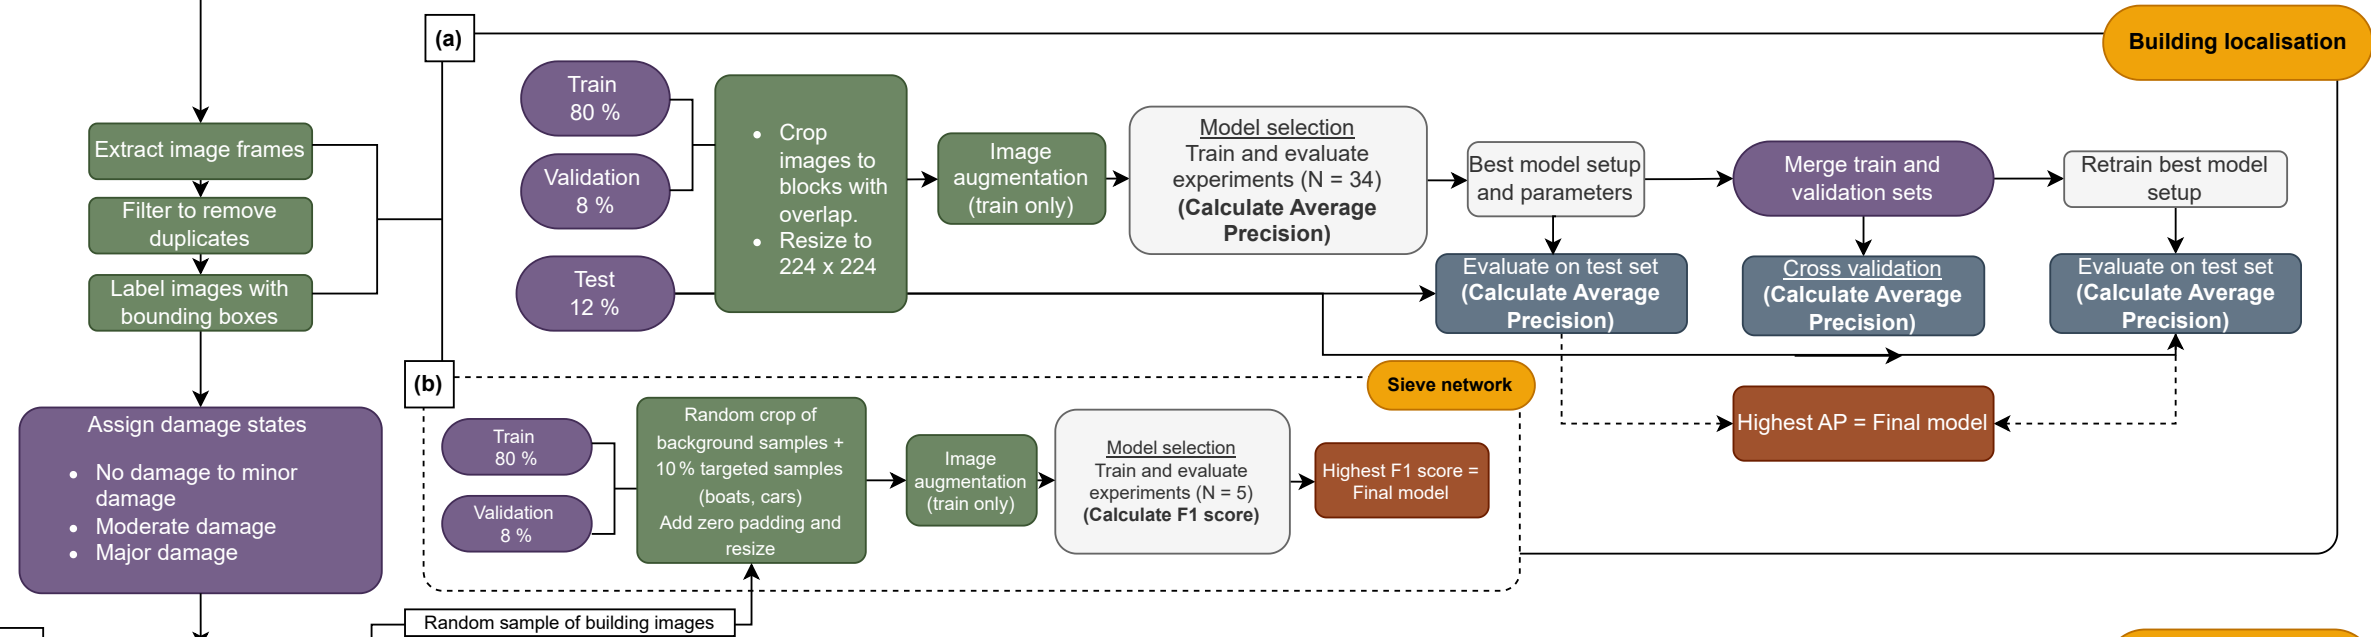 (a)
Building localisation
Extract image frames
Filter to remove
duplicates
Label images with
bounding boxes
Assign damage states
No damage to minor
damage
Moderate damage
Major damage
Train
80 %
Validation
8 %
Test
12 %
Crop
images to
blocks with
overlap.
Resize to
224 x 224
Image
augmentation
(train only)
Model selection
Train and evaluate
experiments (N = 34)
(Calculate Average
Precision)
Best model setup
and parameters
Merge train and
validation sets
Retrain best model
setup
Evaluate on test set
(Calculate Average
Precision)
Cross validation
(Calculate Average
Precision)
Evaluate on test set
(Calculate Average
Precision)
Highest AP = Final model
(b)
Sieve network
Train
80 %
Validation
8 %
Random crop of
background samples +
10 % targeted samples
(boats, cars)
Add zero padding and
resize
Image
augmentation
(train only)
Model selection
Train and evaluate
experiments (N = 5)
(Calculate F1 score)
Highest F1 score =
Final model
Random sample of building images